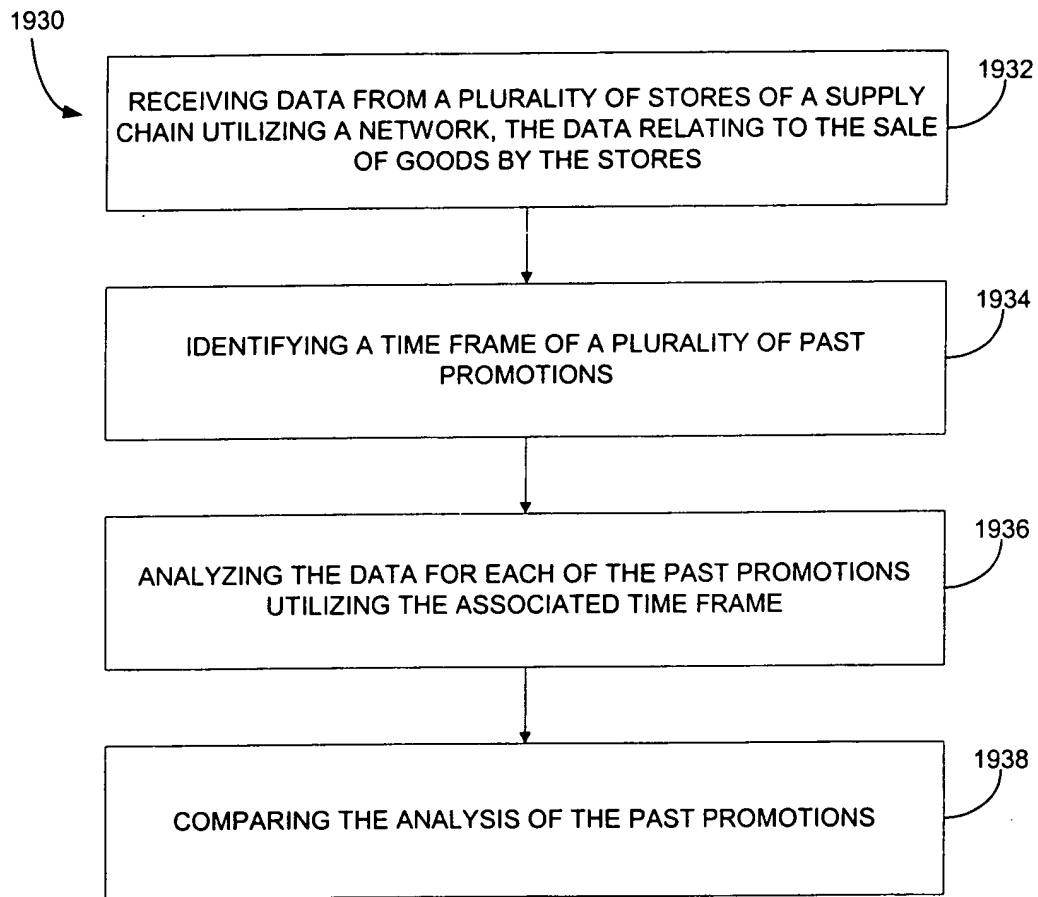 1930
1932
RECEIVING DATA FROM A PLURALITY OF STORES OF A SUPPLY
CHAIN UTILIZING A NETWORK, THE DATA RELATING TO THE SALE
OF GOODS BY THE STORES
1934
IDENTIFYING A TIME FRAME OF A PLURALITY OF PAST
PROMOTIONS
1936
ANALYZING THE DATA FOR EACH OF THE PAST PROMOTIONS
UTILIZING THE ASSOCIATED TIME FRAME
1938
COMPARING THE ANALYSIS OF THE PAST PROMOTIONS